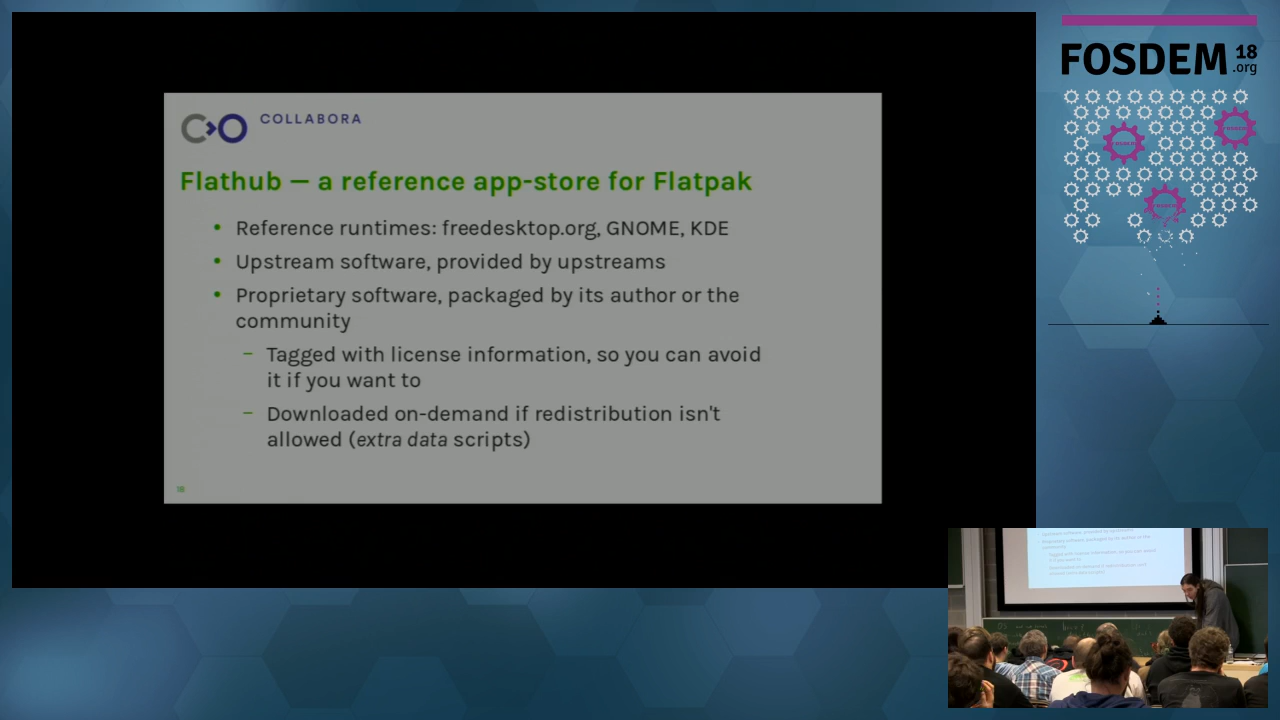 COLLABORA
Flathub — a reference app-store for Flatpak
• Reference runtimes: freedesktop.org, GNOME, KDE
• Upstream software, provided by upstreams
• Proprietary software, packaged by its author or the
community
– Tagged with license information, so you can avoid
it if you want to
– Downloaded on-demand if redistribution isn't
allowed (extra data scripts)
18
FOSDEM 18
.org